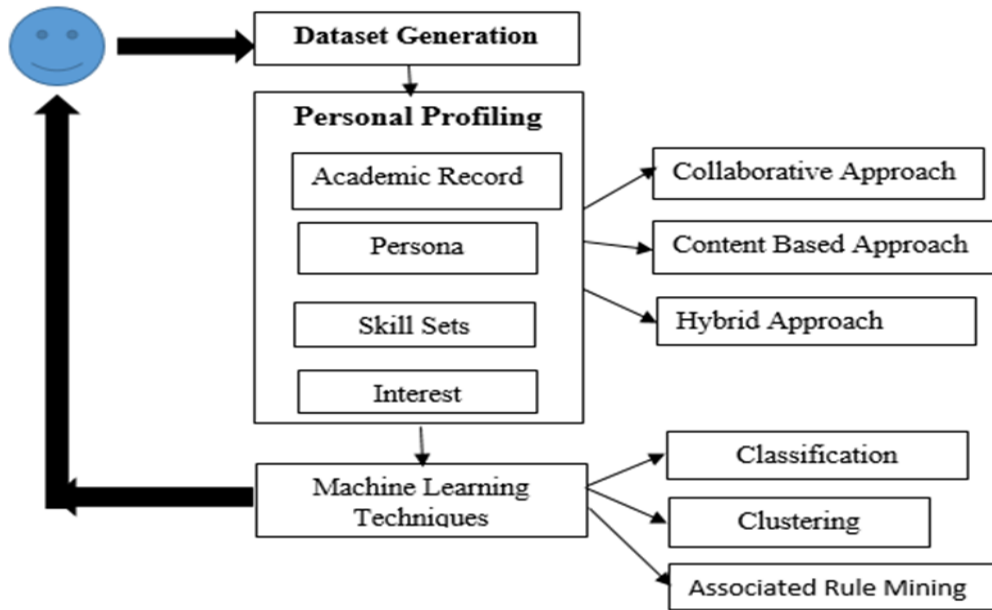 Dataset Generation
Personal Profiling
Academic Record
Persona
Skill Sets
Interest
Collaborative Approach
Content Based Approach
Hybrid Approach
Machine Learning
Techniques
Classification
Clustering
Associated Rule Mining